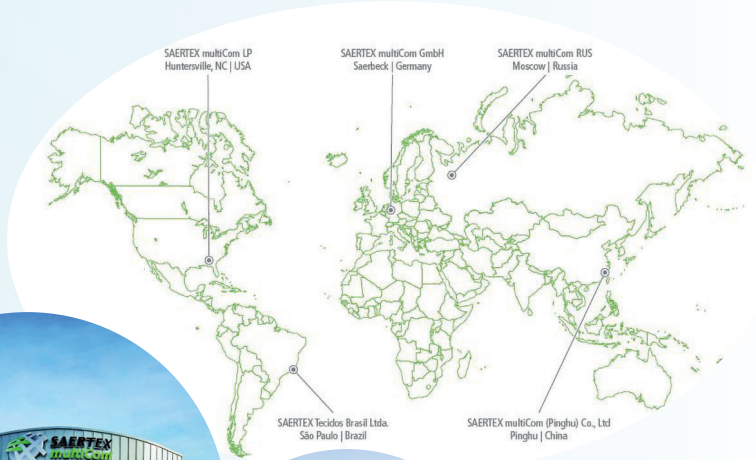 SAERTEX multiCom LP
Huntersville, NC | USA
SAERTEX multiCom GmbH
Saerbeck | Germany
SAERTEX multiCom RUS
Moscow | Russia
SAERTEX Tecidos Brasil Ltda.
São Paulo | Brazil
SAERTEX multiCom (Pinghu) Co., Ltd
Pinghu | China
SAERTEX
multiCom